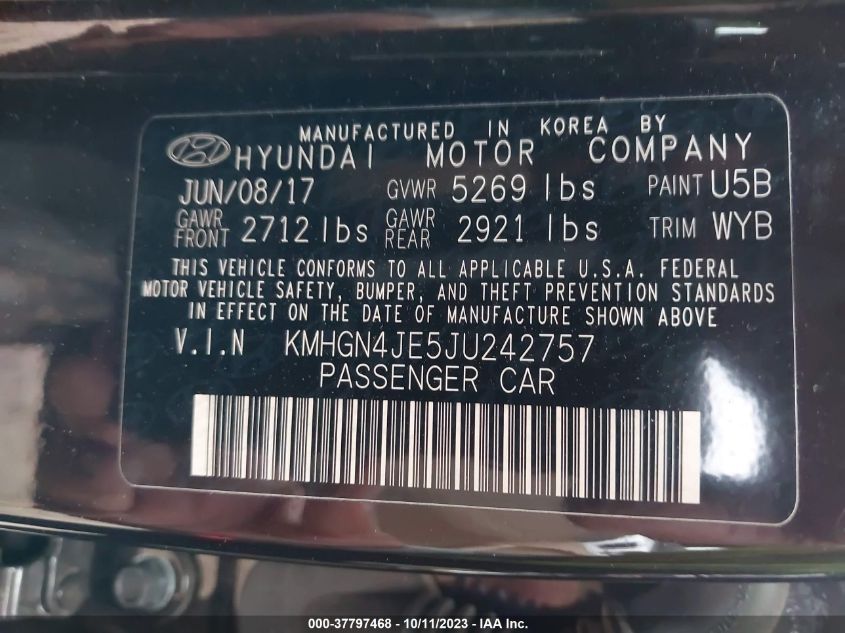 MANUFACTURED IN KOREA BY
HYUNDAI MOTOR COMPANY
JUN/08/17 GVWR 5269 lbs PAINT U5B
GAWR FRONT 2712 lbs GAWR REAR 2921 lbs TRIM WYB
THIS VEHICLE CONFORMS TO ALL APPLICABLE U.S.A. FEDERAL
MOTOR VEHICLE SAFETY, BUMPER, AND THEFT PREVENTION STANDARDS
IN EFFECT ON THE DATE OF MANUFACTURE SHOWN ABOVE
V.I.N KMHGN4JE5JU242757
PASSENGER CAR
000-37797468 - 10/11/2023 - IAA Inc.